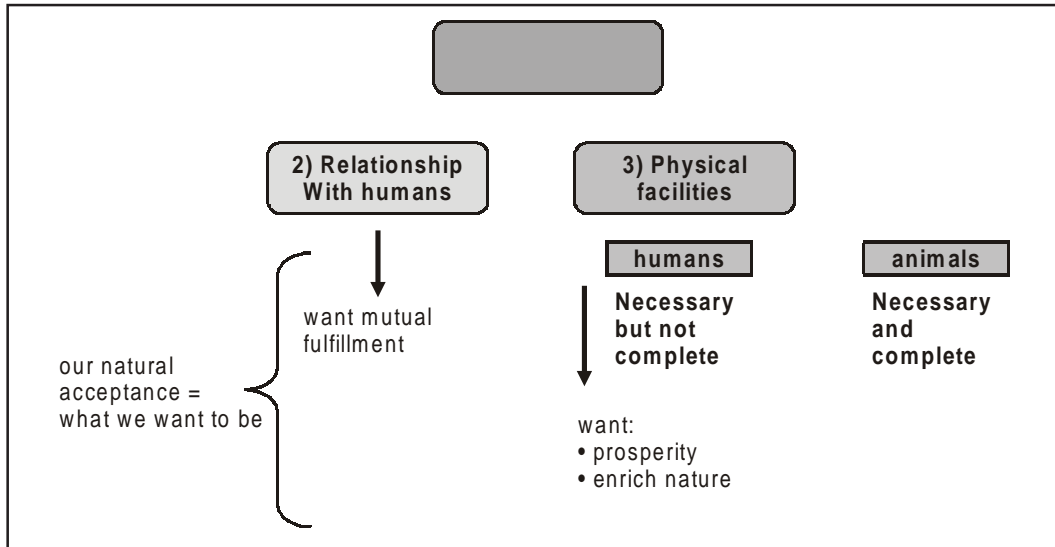 2) Relationship
With humans
3) Physical
facilities
humans
animals
want mutual
fulfillment
Necessary
but not
complete
Necessary
and
complete
our natural
acceptance =
what we want to be
want:
• prosperity
• enrich nature